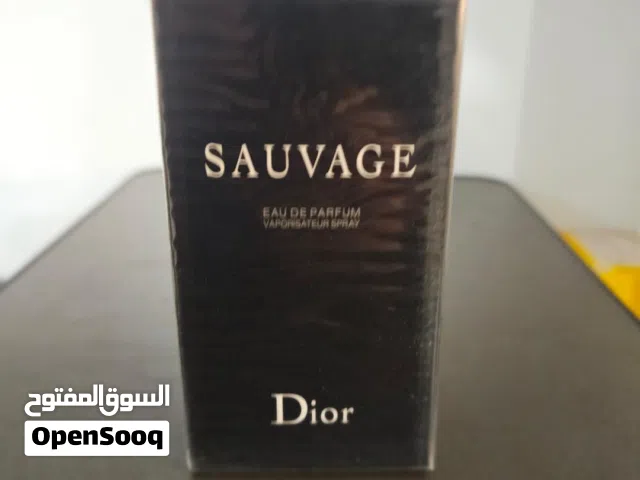 SAUVAGE
EAU DE PARFUM
VAPORISATEUR SPRAY
Dior
السوق المفتوح
OpenSooq